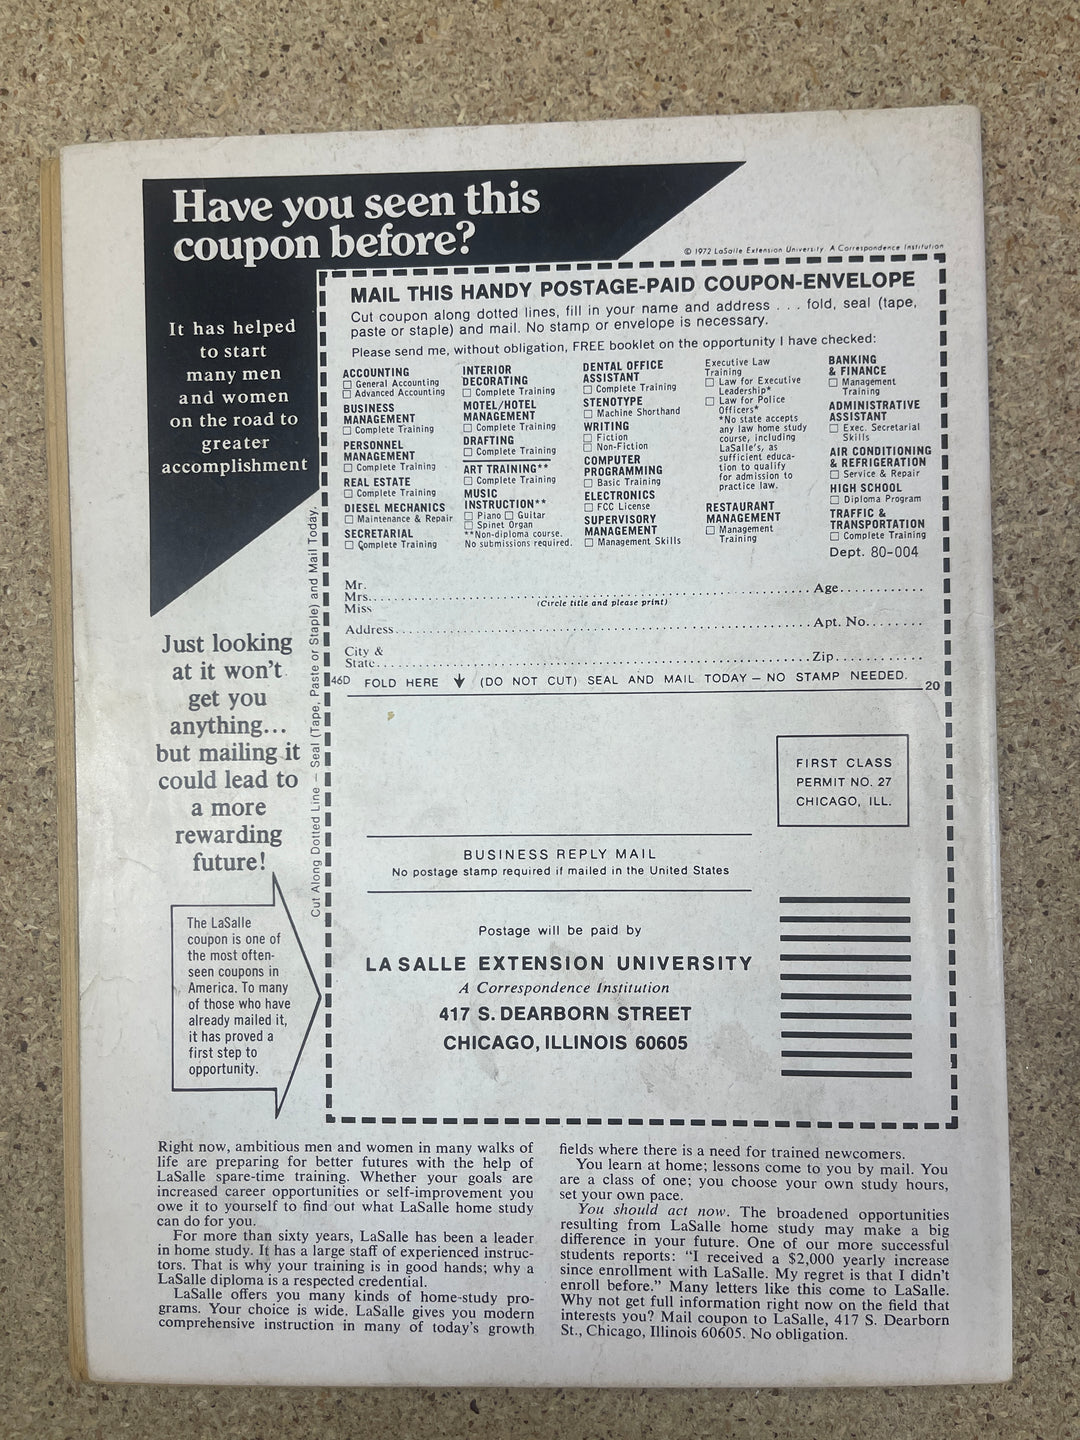 Have you seen this
coupon before?
It has helped
to start
many men
and women
on the road to
greater
accomplishment
Just looking
at it won't
get you
anything...
but mailing it
could lead to
a more
rewarding
future!
The LaSalle
coupon is one of
the most often-
seen coupons in
America. To many
of those who have
already mailed it,
it has proved a
first step to
opportunity.
© 1972 LaSalle Extension University A Correspondence Institution
Cut Along Dotted Line — Seal (Tape, Paste or Staple) and Mail Today.
MAIL THIS HANDY POSTAGE-PAID COUPON-ENVELOPE
Cut coupon along dotted lines, fill in your name and address . . . fold, seal (tape,
paste or staple) and mail. No stamp or envelope is necessary.
Please send me, without obligation, FREE booklet on the opportunity I have checked:
ACCOUNTING
☐ General Accounting
☐ Advanced Accounting
BUSINESS
MANAGEMENT
☐ Complete Training
PERSONNEL
MANAGEMENT
☐ Complete Training
REAL ESTATE
☐ Complete Training
DIESEL MECHANICS
☐ Maintenance & Repair
SECRETARIAL
☐ Complete Training
INTERIOR
DECORATING
☐ Complete Training
MOTEL/HOTEL
MANAGEMENT
☐ Complete Training
DRAFTING
☐ Complete Training
ART TRAINING**
☐ Complete Training
MUSIC
INSTRUCTION**
☐ Piano ☐ Guitar
☐ Spinet Organ
**Non-diploma course.
No submissions required.
DENTAL OFFICE
ASSISTANT
☐ Complete Training
STENOTYPE
☐ Machine Shorthand
WRITING
☐ Fiction
☐ Non-Fiction
COMPUTER
PROGRAMMING
☐ Basic Training
ELECTRONICS
☐ FCC License
SUPERVISORY
MANAGEMENT
☐ Management Skills
Executive Law
Training
☐ Law for Executive
Leadership*
☐ Law for Police
Officers*
*No state accepts
any law home study
course, including
LaSalle's, as
sufficient educa-
tion to qualify
for admission to
practice law.
RESTAURANT
MANAGEMENT
☐ Management
Training
BANKING
& FINANCE
☐ Management
Training
ADMINISTRATIVE
ASSISTANT
☐ Exec. Secretarial
Skills
AIR CONDITIONING
& REFRIGERATION
☐ Service & Repair
HIGH SCHOOL
☐ Diploma Program
TRAFFIC &
TRANSPORTATION
☐ Complete Training
Dept. 80-004
Mr.
Mrs. Age
Miss (Circle title and please print)
Address Apt. No.
City &
State Zip
46D FOLD HERE ↓ (DO NOT CUT) SEAL AND MAIL TODAY — NO STAMP NEEDED. 20
FIRST CLASS
PERMIT NO. 27
CHICAGO, ILL.
BUSINESS REPLY MAIL
No postage stamp required if mailed in the United States
Postage will be paid by
LA SALLE EXTENSION UNIVERSITY
A Correspondence Institution
417 S. DEARBORN STREET
CHICAGO, ILLINOIS 60605
Right now, ambitious men and women in many walks of
life are preparing for better futures with the help of
LaSalle spare-time training. Whether your goals are
increased career opportunities or self-improvement you
owe it to yourself to find out what LaSalle home study
can do for you.
For more than sixty years, LaSalle has been a leader
in home study. It has a large staff of experienced instruc-
tors. That is why your training is in good hands; why a
LaSalle diploma is a respected credential.
LaSalle offers you many kinds of home-study pro-
grams. Your choice is wide. LaSalle gives you modern
comprehensive instruction in many of today's growth
fields where there is a need for trained newcomers.
You learn at home; lessons come to you by mail. You
are a class of one; you choose your own study hours,
set your own pace.
You should act now. The broadened opportunities
resulting from LaSalle home study may make a big
difference in your future. One of our more successful
students reports: "I received a $2,000 yearly increase
since enrollment with LaSalle. My regret is that I didn't
enroll before." Many letters like this come to LaSalle.
Why not get full information right now on the field that
interests you? Mail coupon to LaSalle, 417 S. Dearborn
St., Chicago, Illinois 60605. No obligation.